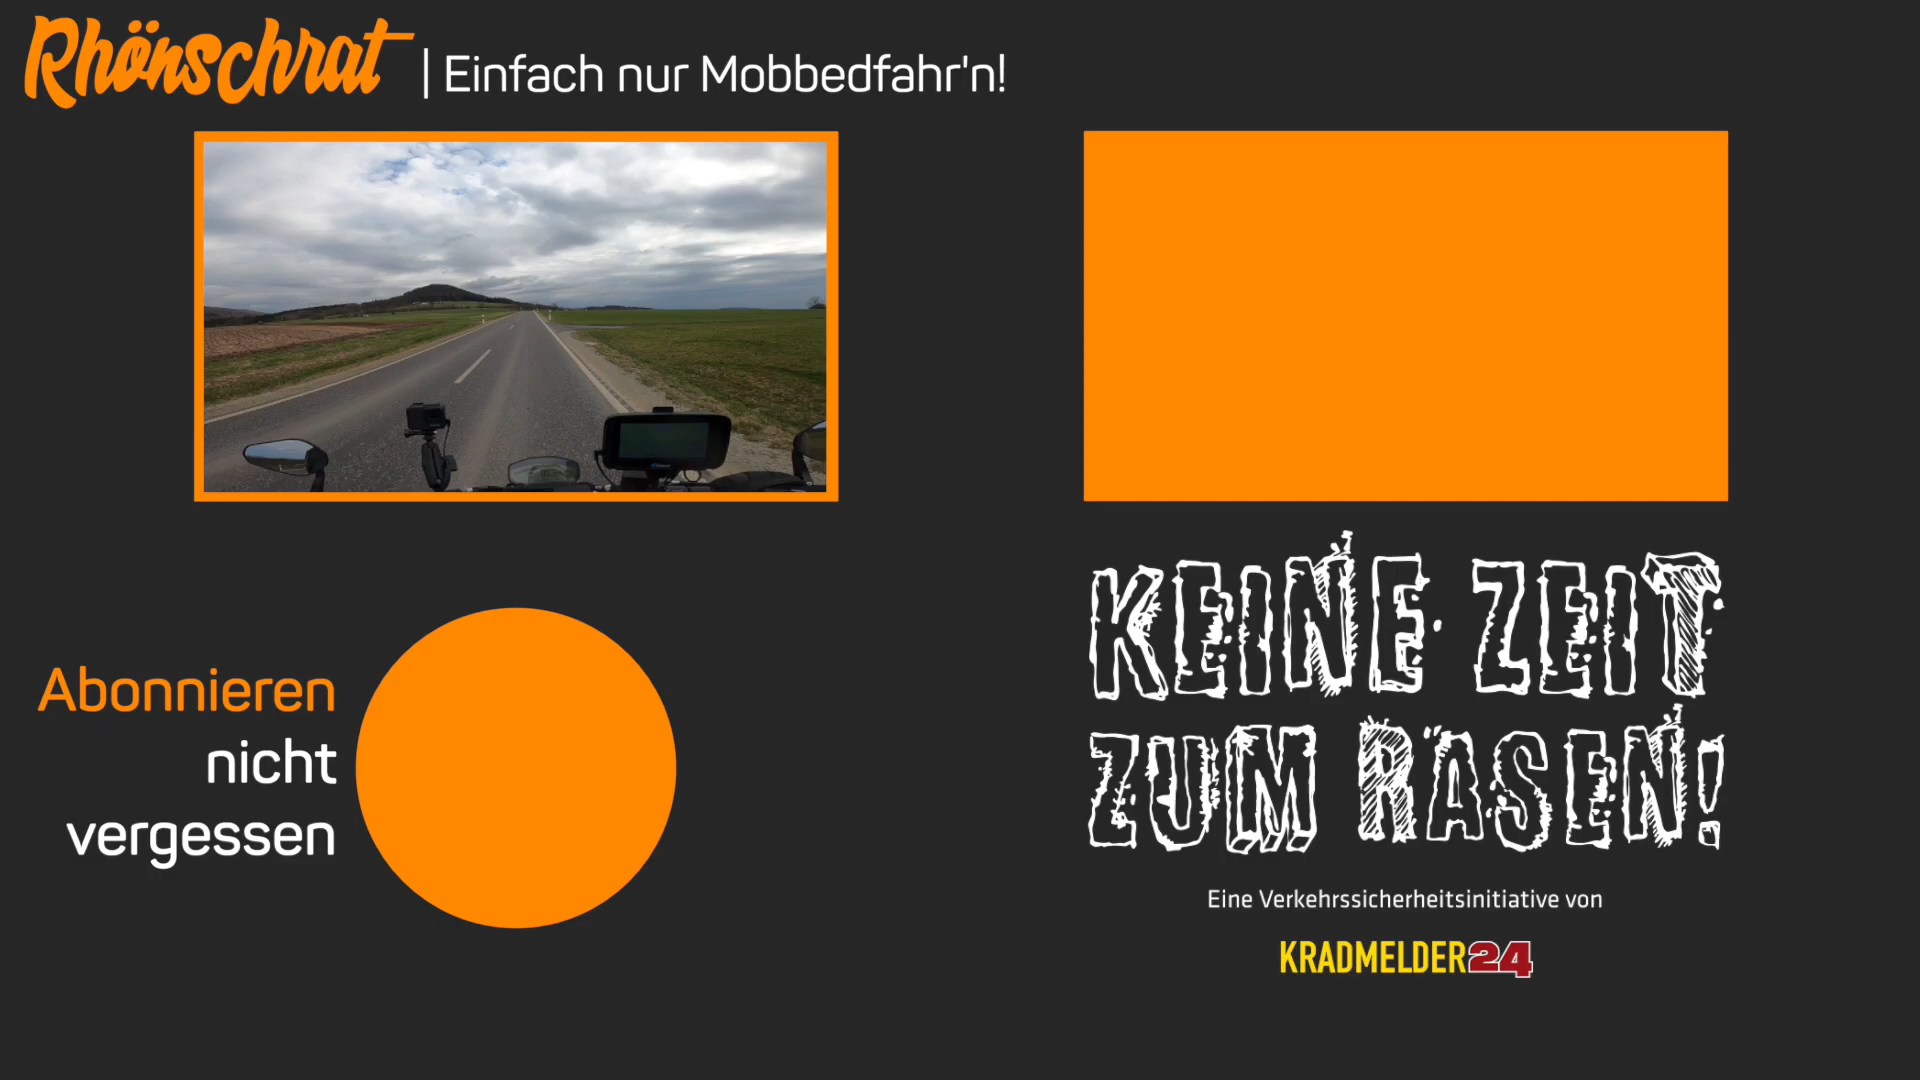 Rhönschrat | Einfach nur Mobbedfahr'n!
KEINE ZEIT
ZUM RASEN!
Abonnieren
nicht
vergessen
Eine Verkehrssicherheitsinitiative von
KRADMELDER24